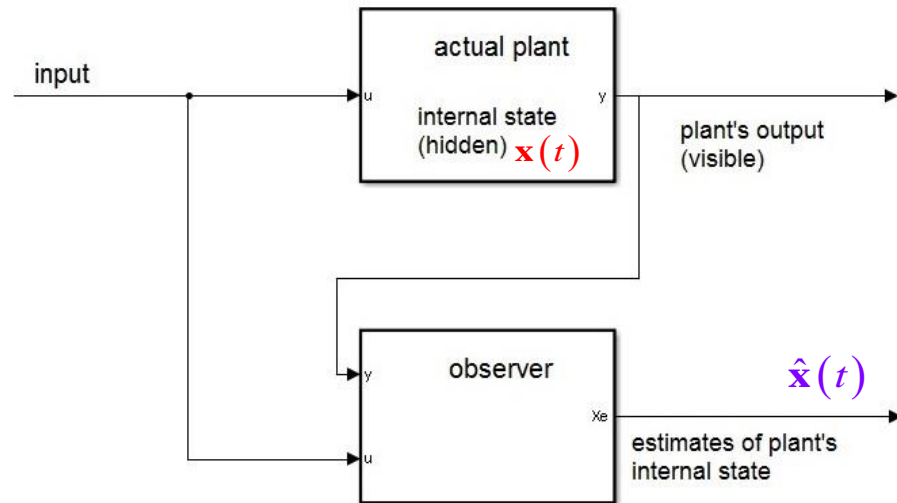 actual plant
input
u
y
internal state
(hidden) x(t)
plant's output
(visible)
observer
y
x̂(t)
Xe
u
estimates of plant's
internal state